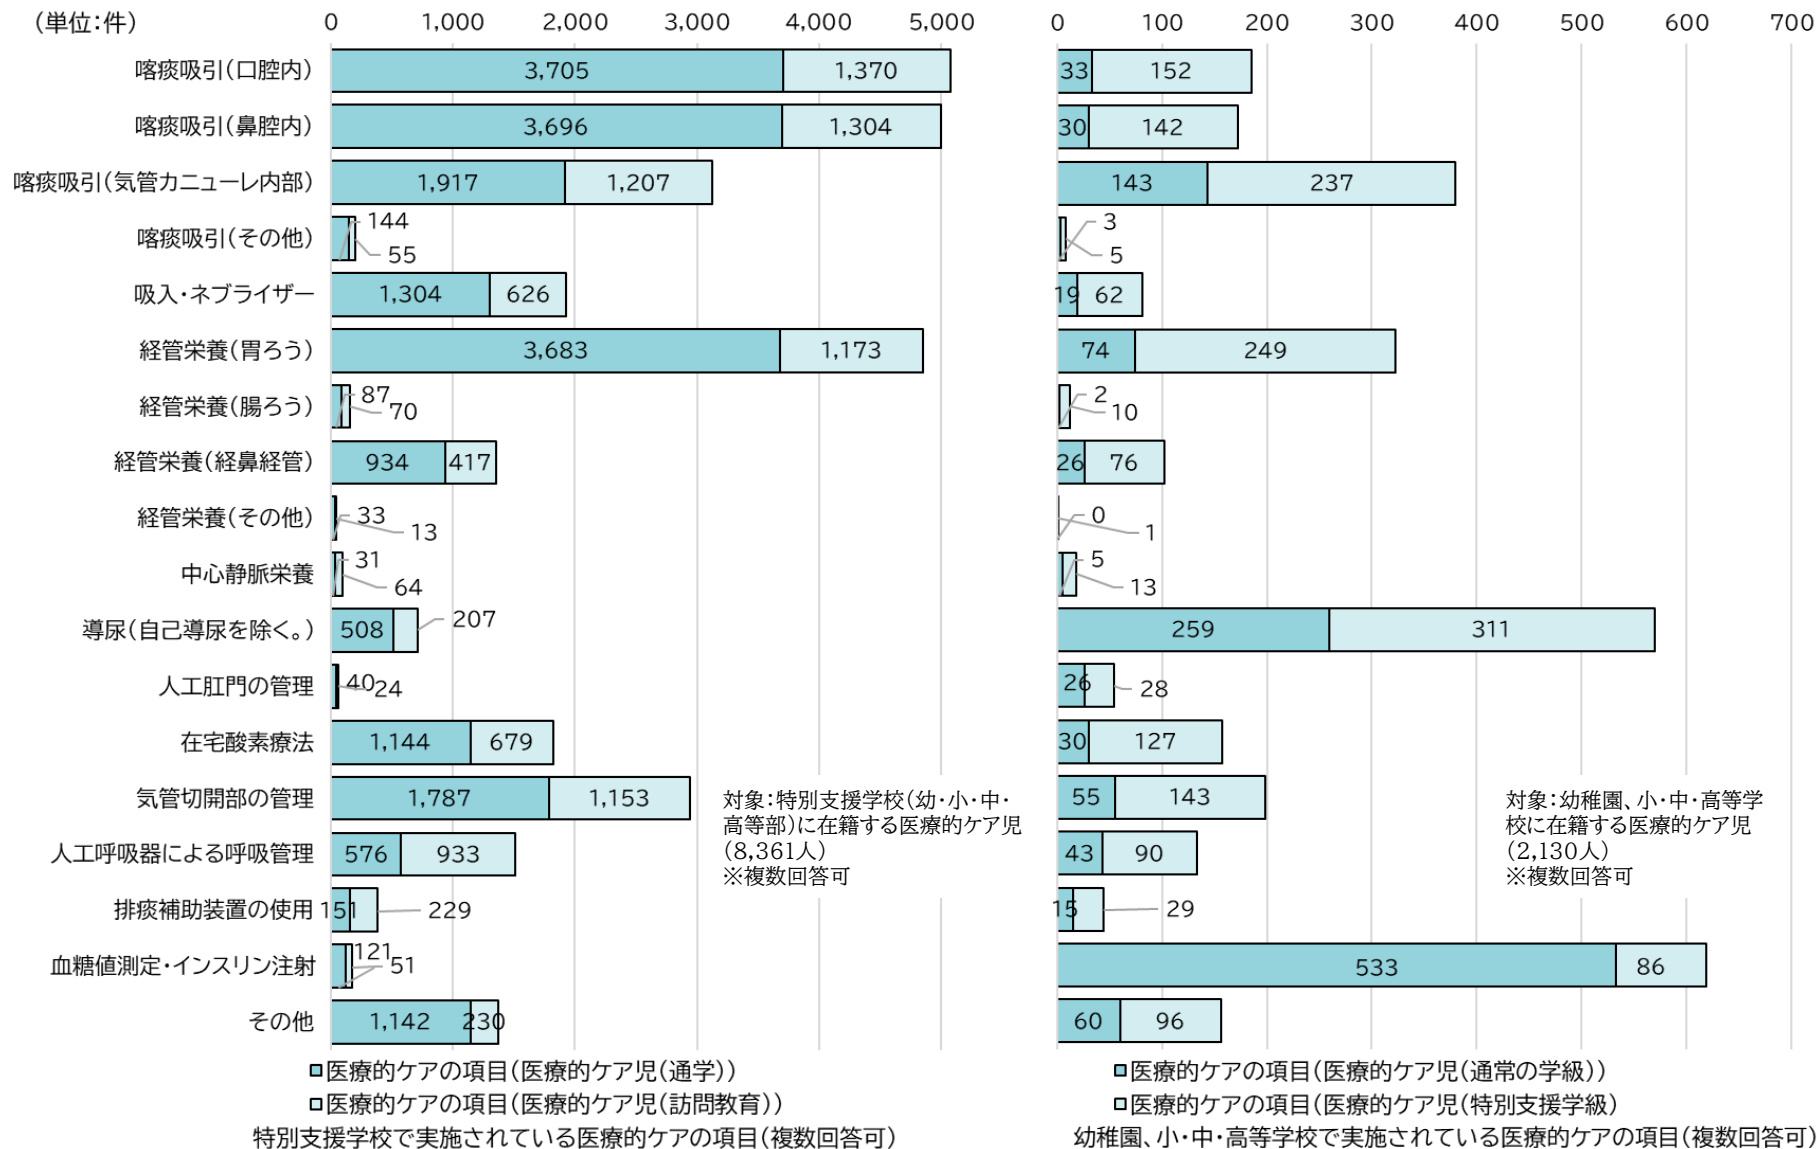 （単位：件）
0 1,000 2,000 3,000 4,000 5,000
0 100 200 300 400 500 600 700
喀痰吸引（口腔内） 3,705 1,370 33 152
喀痰吸引（鼻腔内） 3,696 1,304 30 142
喀痰吸引（気管カニューレ内部） 1,917 1,207 143 237
喀痰吸引（その他） 144 55 3 5
吸入・ネブライザー 1,304 626 19 62
経管栄養（胃ろう） 3,683 1,173 74 249
経管栄養（腸ろう） 87 70 2 10
経管栄養（経鼻経管） 934 417 26 76
経管栄養（その他） 33 13 0 1
中心静脈栄養 31 64 5 13
導尿（自己導尿を除く。） 508 207 259 311
人工肛門の管理 40 24 26 28
在宅酸素療法 1,144 679 30 127
気管切開部の管理 1,787 1,153 55 143
人工呼吸器による呼吸管理 576 933 43 90
排痰補助装置の使用 151 229 15 29
血糖値測定・インスリン注射 121 51 533 86
その他 1,142 230 60 96
対象：特別支援学校（幼・小・中・
高等部）に在籍する医療的ケア児
（8,361人）
※複数回答可
対象：幼稚園、小・中・高等学
校に在籍する医療的ケア児
（2,130人）
※複数回答可
医療的ケアの項目（医療的ケア児（通学））
医療的ケアの項目（医療的ケア児（訪問教育））
特別支援学校で実施されている医療的ケアの項目（複数回答可）
医療的ケアの項目（医療的ケア児（通常の学級））
医療的ケアの項目（医療的ケア児（特別支援学級）
幼稚園、小・中・高等学校で実施されている医療的ケアの項目（複数回答可）